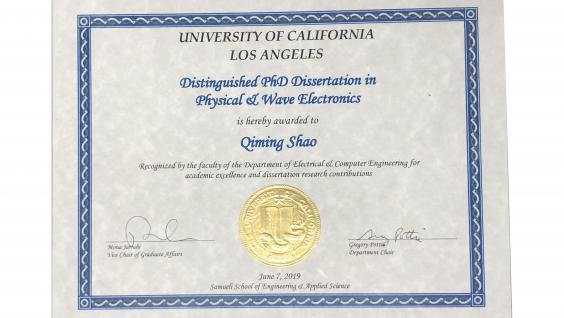 UNIVERSITY OF CALIFORNIA
LOS ANGELES
Distinguished PhD Dissertation in
Physical & Wave Electronics
is hereby awarded to
Qiming Shao
Recognized by the faculty of the Department of Electrical & Computer Engineering for
academic excellence and dissertation research contributions
Mona Jarrahi
Vice Chair of Graduate Affairs
Gregory Pottie
Department Chair
June 7, 2019
Samueli School of Engineering & Applied Science